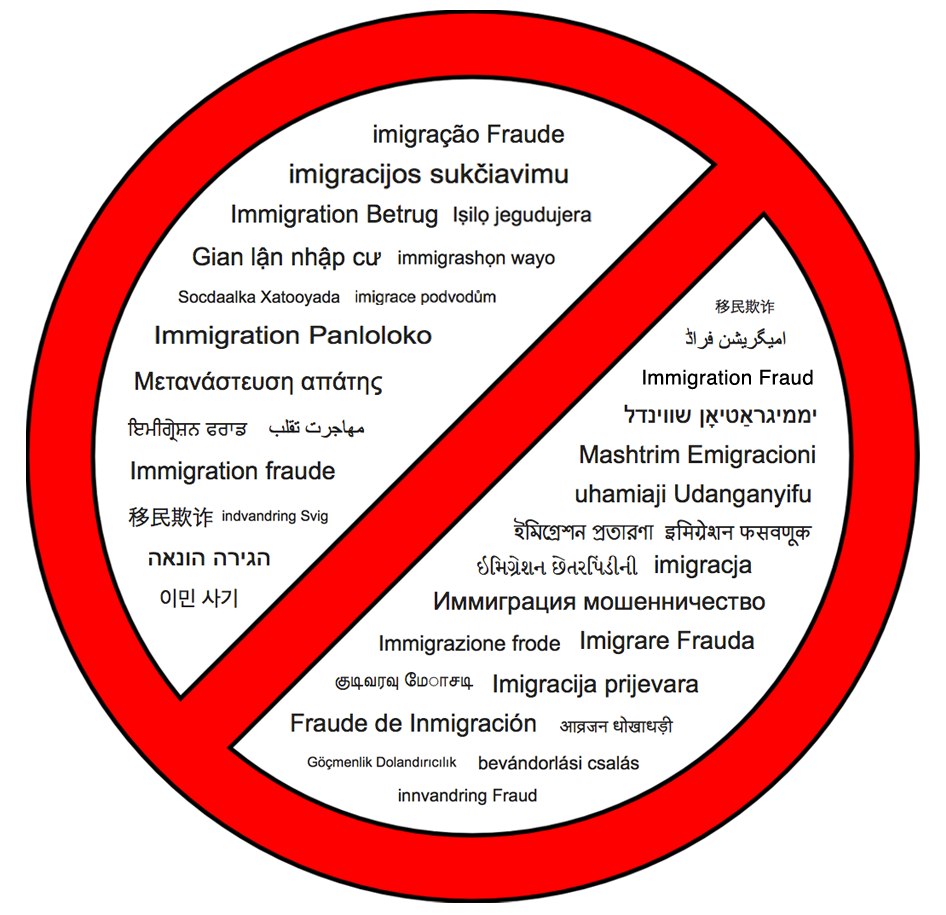 imigração Fraude
imigracijos sukčiavimu
Immigration Betrug Iṣilọ jegudujera
Gian lận nhập cư immigrashọn wayo
Socdaalka Xatooyada imigrace podvodům
Immigration Panloloko
Μετανάστευση απάτης
ਇਮੀਗ੍ਰੇਸ਼ਨ ਫਰਾਡ مهاجرت تقلب
Immigration fraude
移民欺诈 indvandring Svig
הגירה הונאה
이민 사기
移民欺诈
امیگریشن فراڈ
Immigration Fraud
יממיגראַטיאָן שווינדל
Mashtrim Emigracioni
uhamiaji Udanganyifu
ইমিগ্রেশন প্রতারণা इमिग्रेशन फसवणूक
ઈમિગ્રેશન છેતરપિંડીની imigracja
Иммиграция мошенничество
Immigrazione frode Imigrare Frauda
குடிவரவு மோசடி Imigracija prijevara
Fraude de Inmigración आव्रजन धोखाधड़ी
Göçmenlik Dolandırıcılık bevándorlási csalás
innvandring Fraud